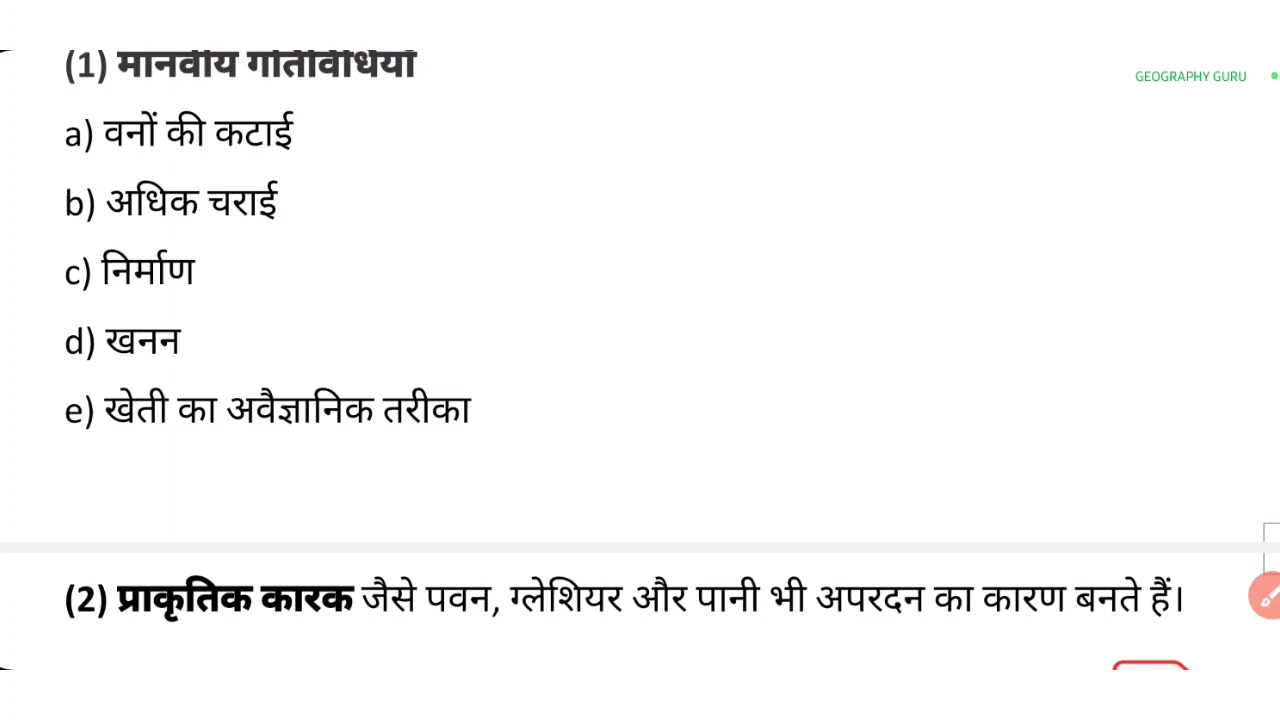 (1) मानवीय गतिविधियाँ
GEOGRAPHY GURU
a) वनों की कटाई
b) अधिक चराई
c) निर्माण
d) खनन
e) खेती का अवैज्ञानिक तरीका
(2) प्राकृतिक कारक जैसे पवन, ग्लेशियर और पानी भी अपरदन का कारण बनते हैं।